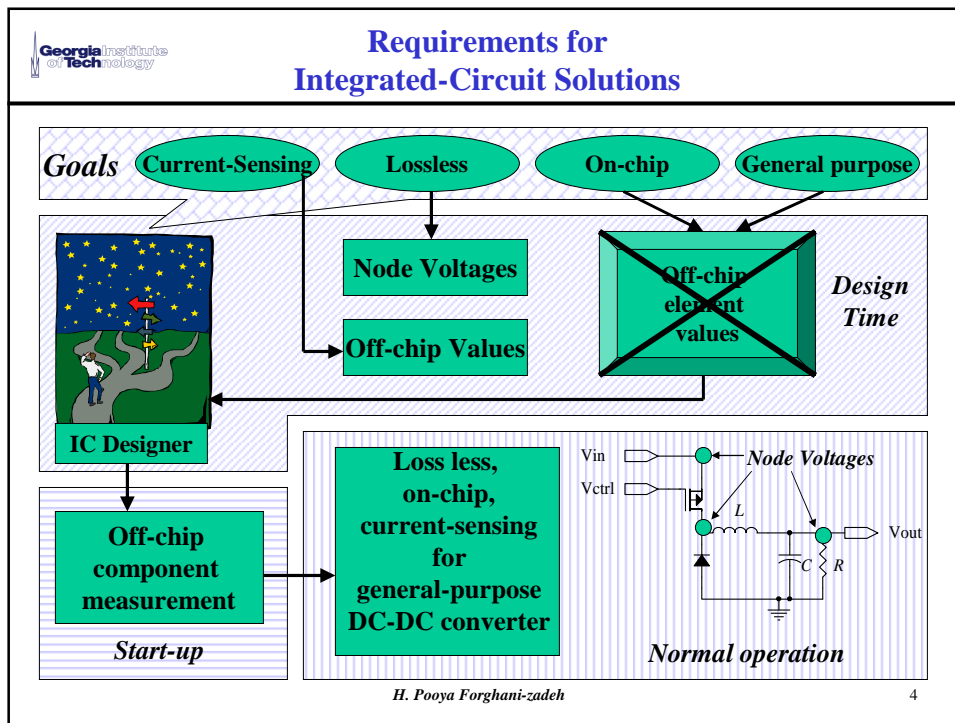 Georgia Institute
of Technology
Requirements for
Integrated-Circuit Solutions
Goals
Current-Sensing
Lossless
On-chip
General purpose
Node Voltages
Off-chip Values
Off-chip
element
values
Design
Time
IC Designer
Off-chip
component
measurement
Start-up
Loss less,
on-chip,
current-sensing
for
general-purpose
DC-DC converter
Vin
Node Voltages
Vctrl
L
Vout
C
R
Normal operation
H. Pooya Forghani-zadeh
4